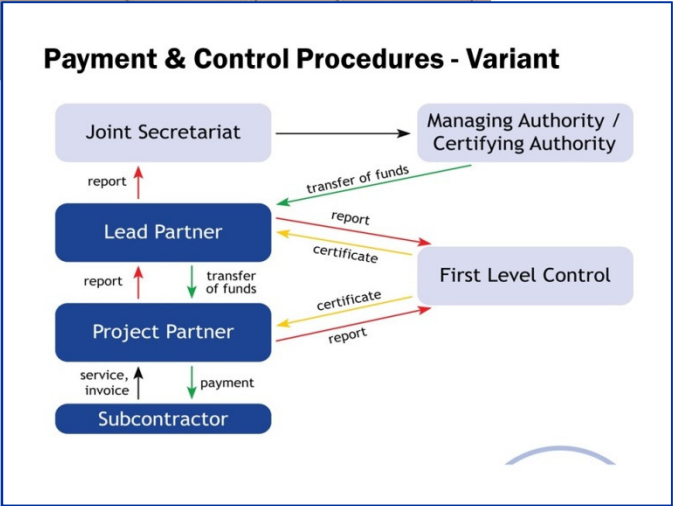 Payment & Control Procedures - Variant
Joint Secretariat
Managing Authority /
Certifying Authority
report
transfer of funds
Lead Partner
report
certificate
First Level Control
report
transfer
of funds
certificate
Project Partner
report
service,
invoice
payment
Subcontractor